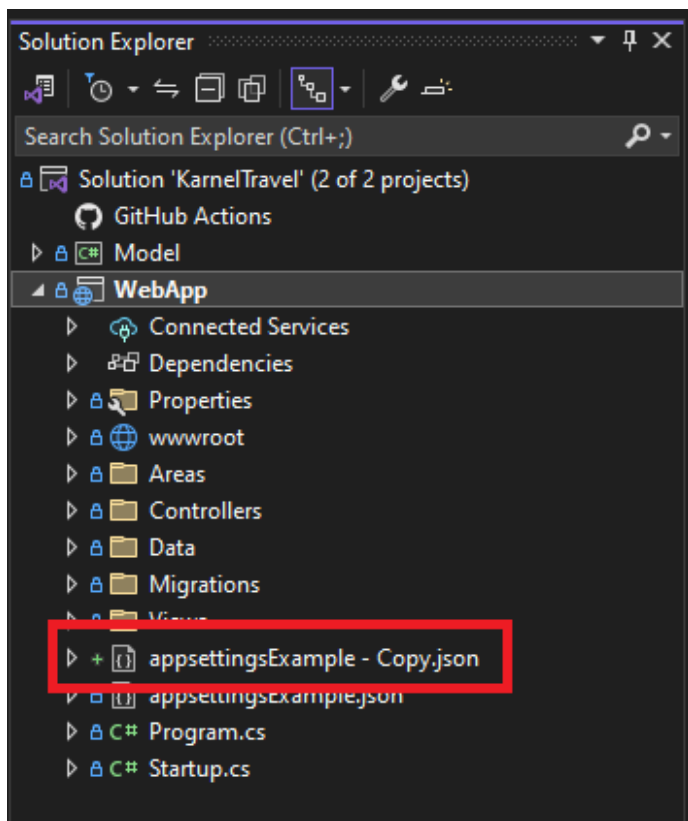 Solution Explorer
Search Solution Explorer (Ctrl+;)
Solution 'KarnelTravel' (2 of 2 projects)
GitHub Actions
C# Model
WebApp
Connected Services
Dependencies
Properties
wwwroot
Areas
Controllers
Data
Migrations
Views
appsettingsExample - Copy.json
appsettingsExample.json
C# Program.cs
C# Startup.cs